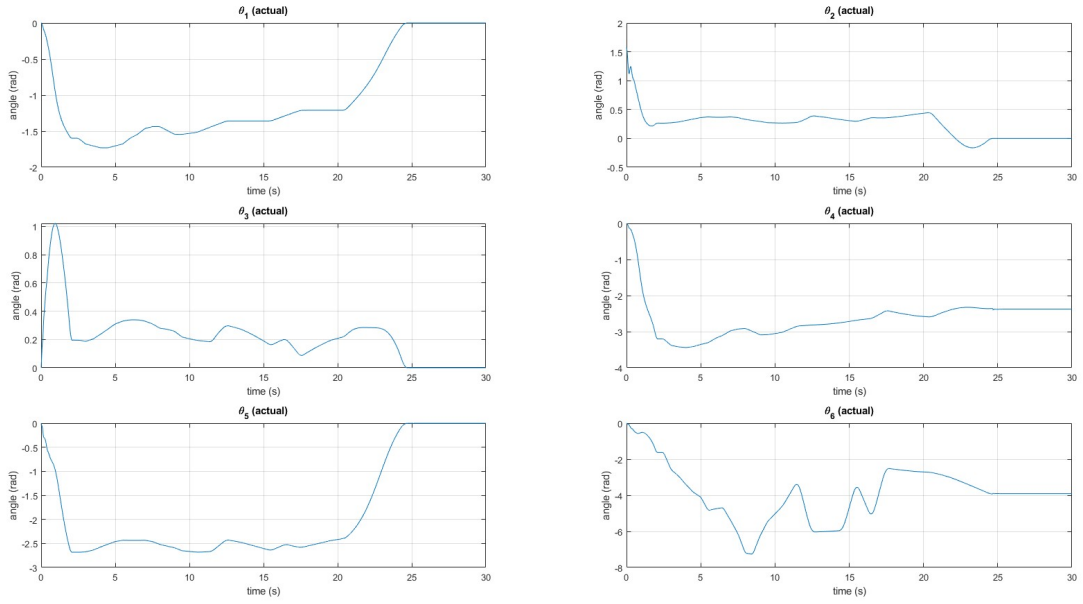 θ1 (actual)
0
-0.5
-1
-1.5
-2
angle (rad)
0 5 10 15 20 25 30
time (s)
θ2 (actual)
2
1.5
1
0.5
0
-0.5
angle (rad)
0 5 10 15 20 25 30
time (s)
θ3 (actual)
1
0.8
0.6
0.4
0.2
0
angle (rad)
0 5 10 15 20 25 30
time (s)
θ4 (actual)
0
-1
-2
-3
-4
angle (rad)
0 5 10 15 20 25 30
time (s)
θ5 (actual)
0
-0.5
-1
-1.5
-2
-2.5
-3
angle (rad)
0 5 10 15 20 25 30
time (s)
θ6 (actual)
0
-2
-4
-6
-8
angle (rad)
0 5 10 15 20 25 30
time (s)